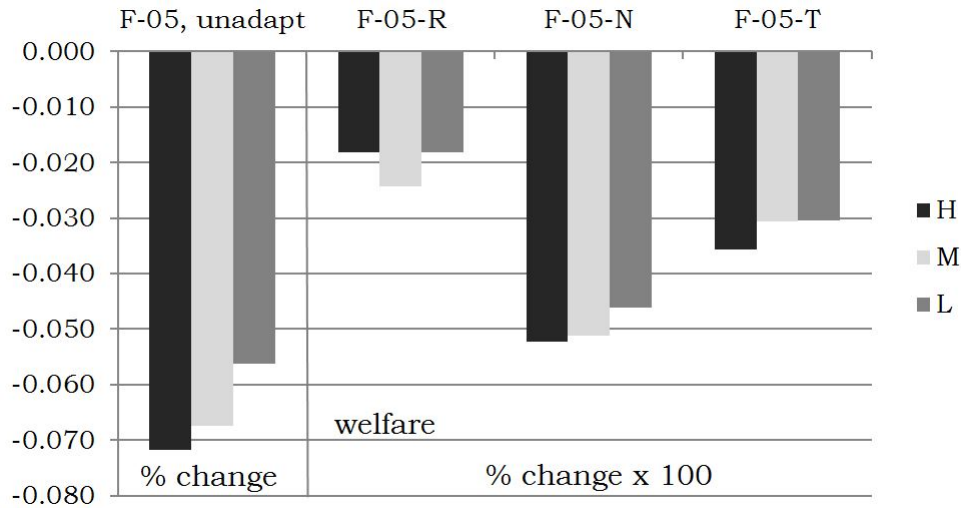 F-05, unadapt F-05-R F-05-N F-05-T
0.000
-0.010
-0.020
-0.030
-0.040
-0.050
-0.060
-0.070
-0.080
H
M
L
welfare
% change % change x 100